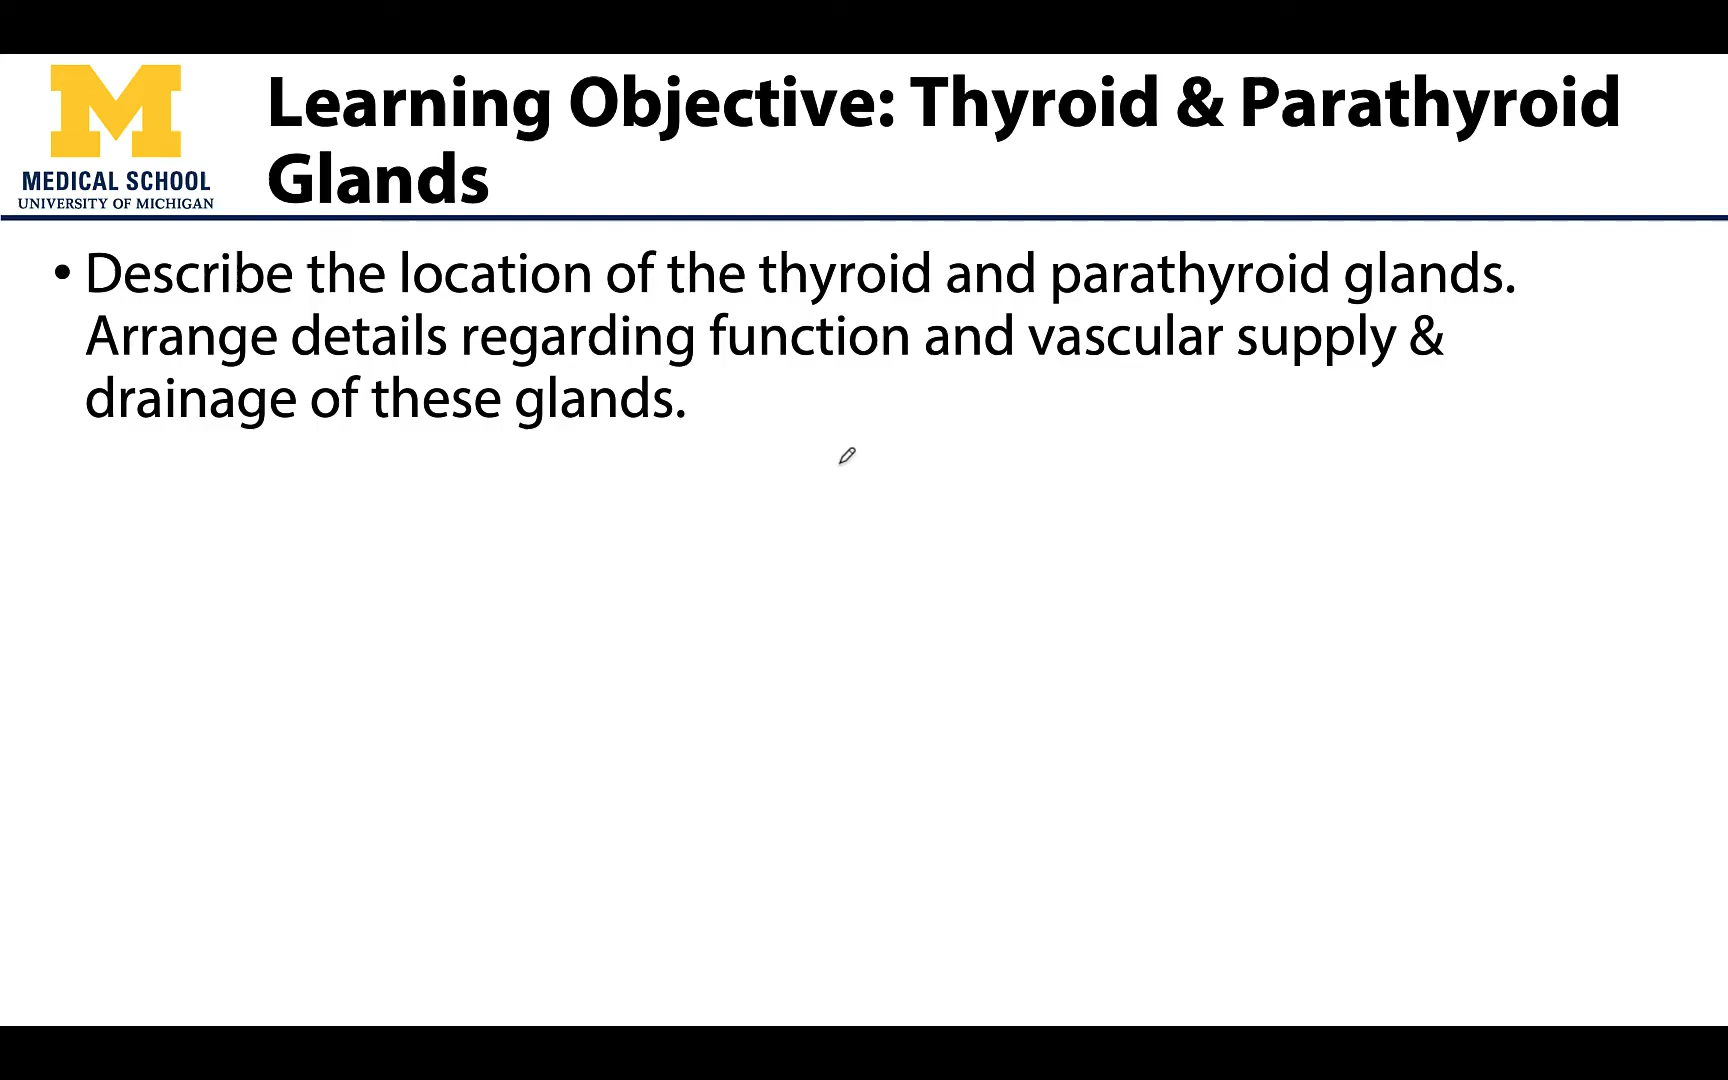 Learning Objective: Thyroid & Parathyroid
Glands
M
MEDICAL SCHOOL
UNIVERSITY OF MICHIGAN
• Describe the location of the thyroid and parathyroid glands.
Arrange details regarding function and vascular supply &
drainage of these glands.